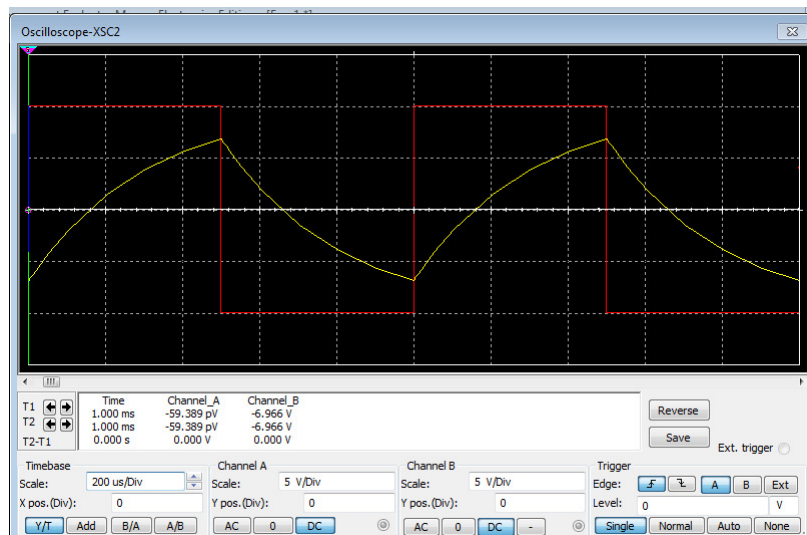 Oscilloscope-XSC2
Time Channel_A Channel_B
T1 1.000 ms -59.389 pV -6.966 V
T2 1.000 ms -59.389 pV -6.966 V
T2-T1 0.000 s 0.000 V 0.000 V
Reverse
Save
Ext. trigger
Timebase
Scale: 200 us/Div
X pos.(Div): 0
Y/T Add B/A A/B
Channel A
Scale: 5 V/Div
Y pos.(Div): 0
AC 0 DC
Channel B
Scale: 5 V/Div
Y pos.(Div): 0
AC 0 DC -
Trigger
Edge: A B Ext
Level: 0 V
Single Normal Auto None